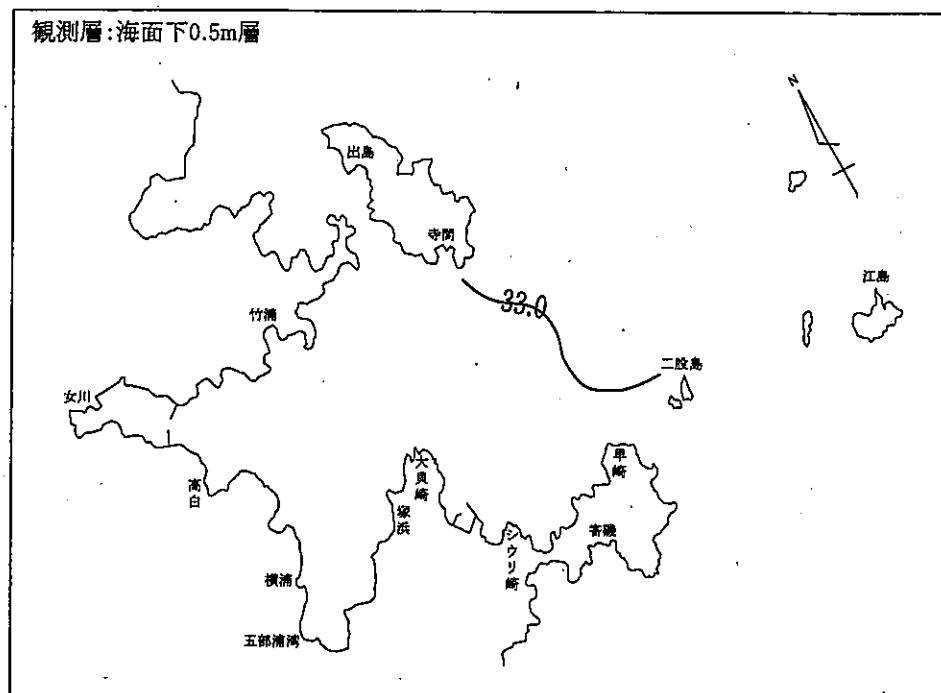 観測層:海面下0.5m層
N
出島
寺間
33.0
江島
竹浦
二股島
女川
高白
大貝崎
塚浜
早崎
寄磯
シウリ崎
横浦
五部浦湾